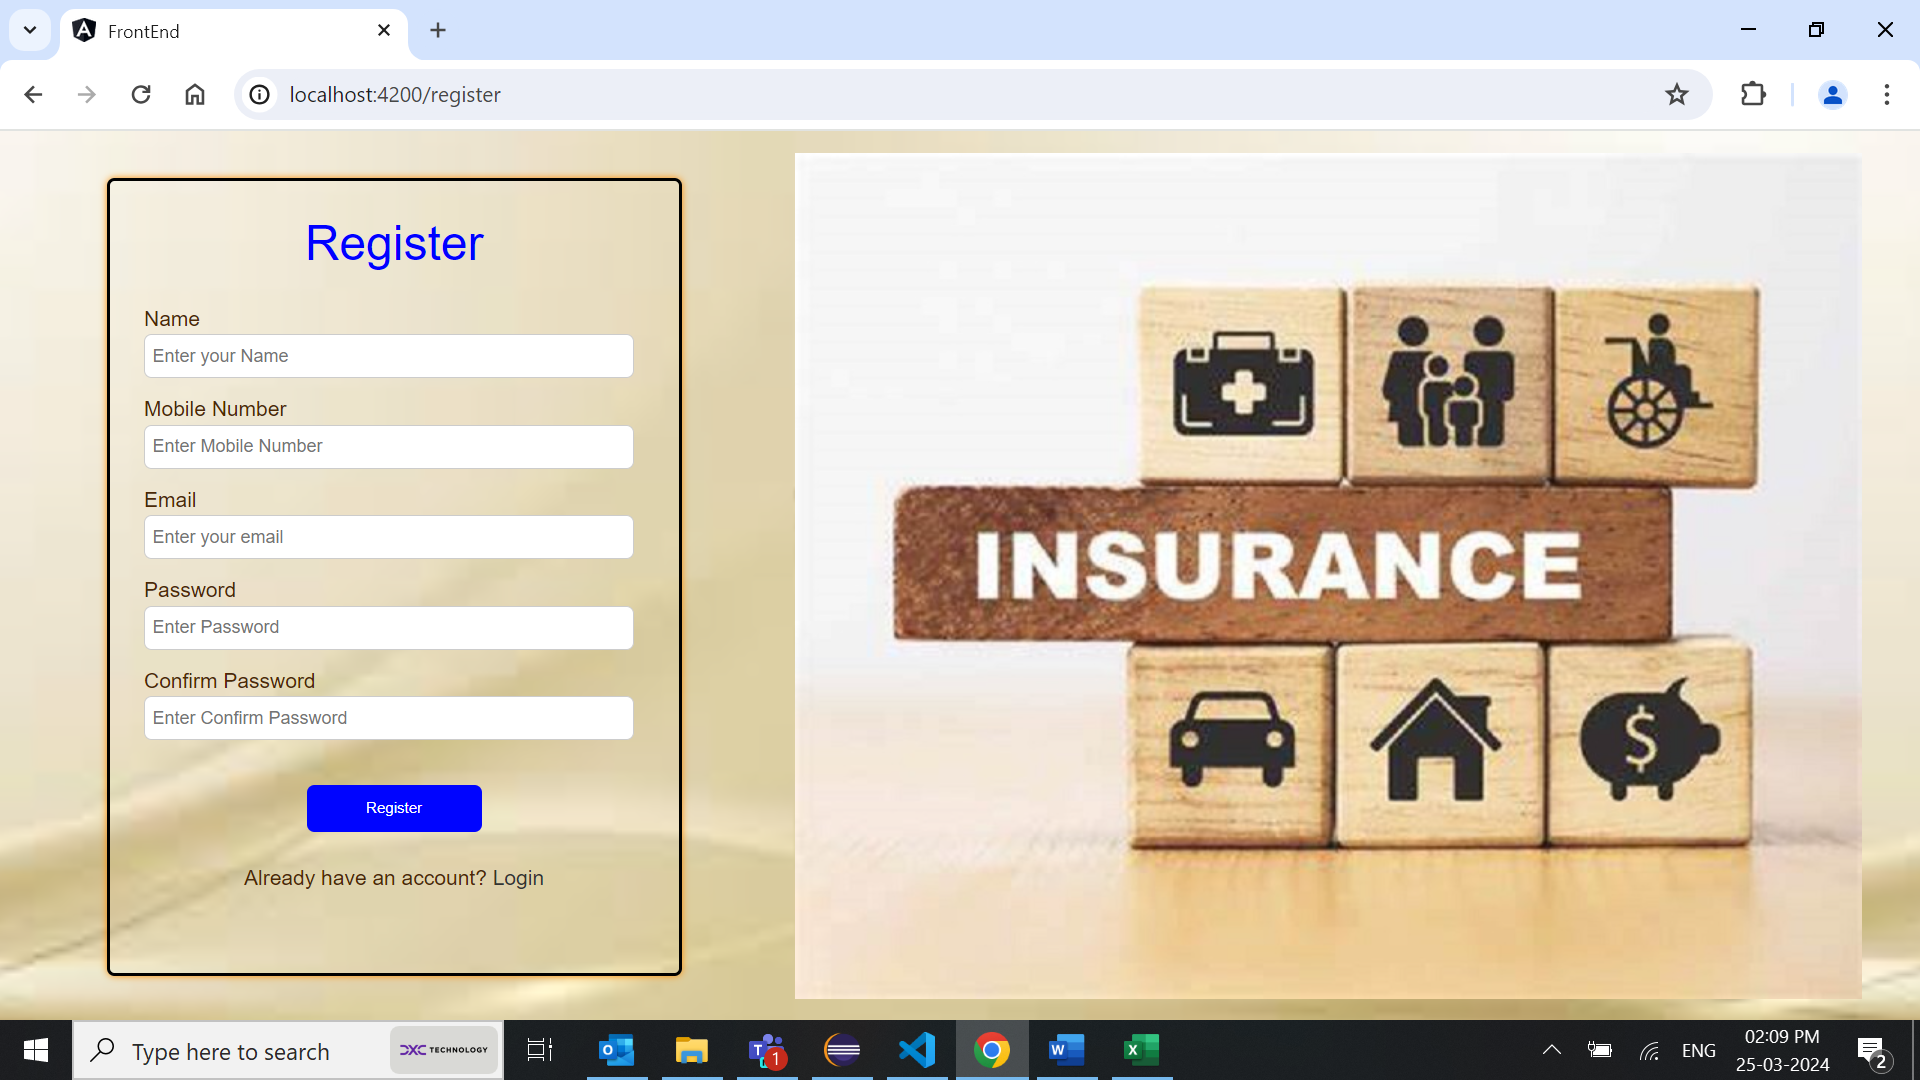 FrontEnd
localhost:4200/register
Register
Name
Enter your Name
Mobile Number
Enter Mobile Number
Email
Enter your email
Password
Enter Password
Confirm Password
Enter Confirm Password
Register
Already have an account? Login
INSURANCE
$
Type here to search
DXC TECHNOLOGY
1
ENG
02:09 PM
25-03-2024
2